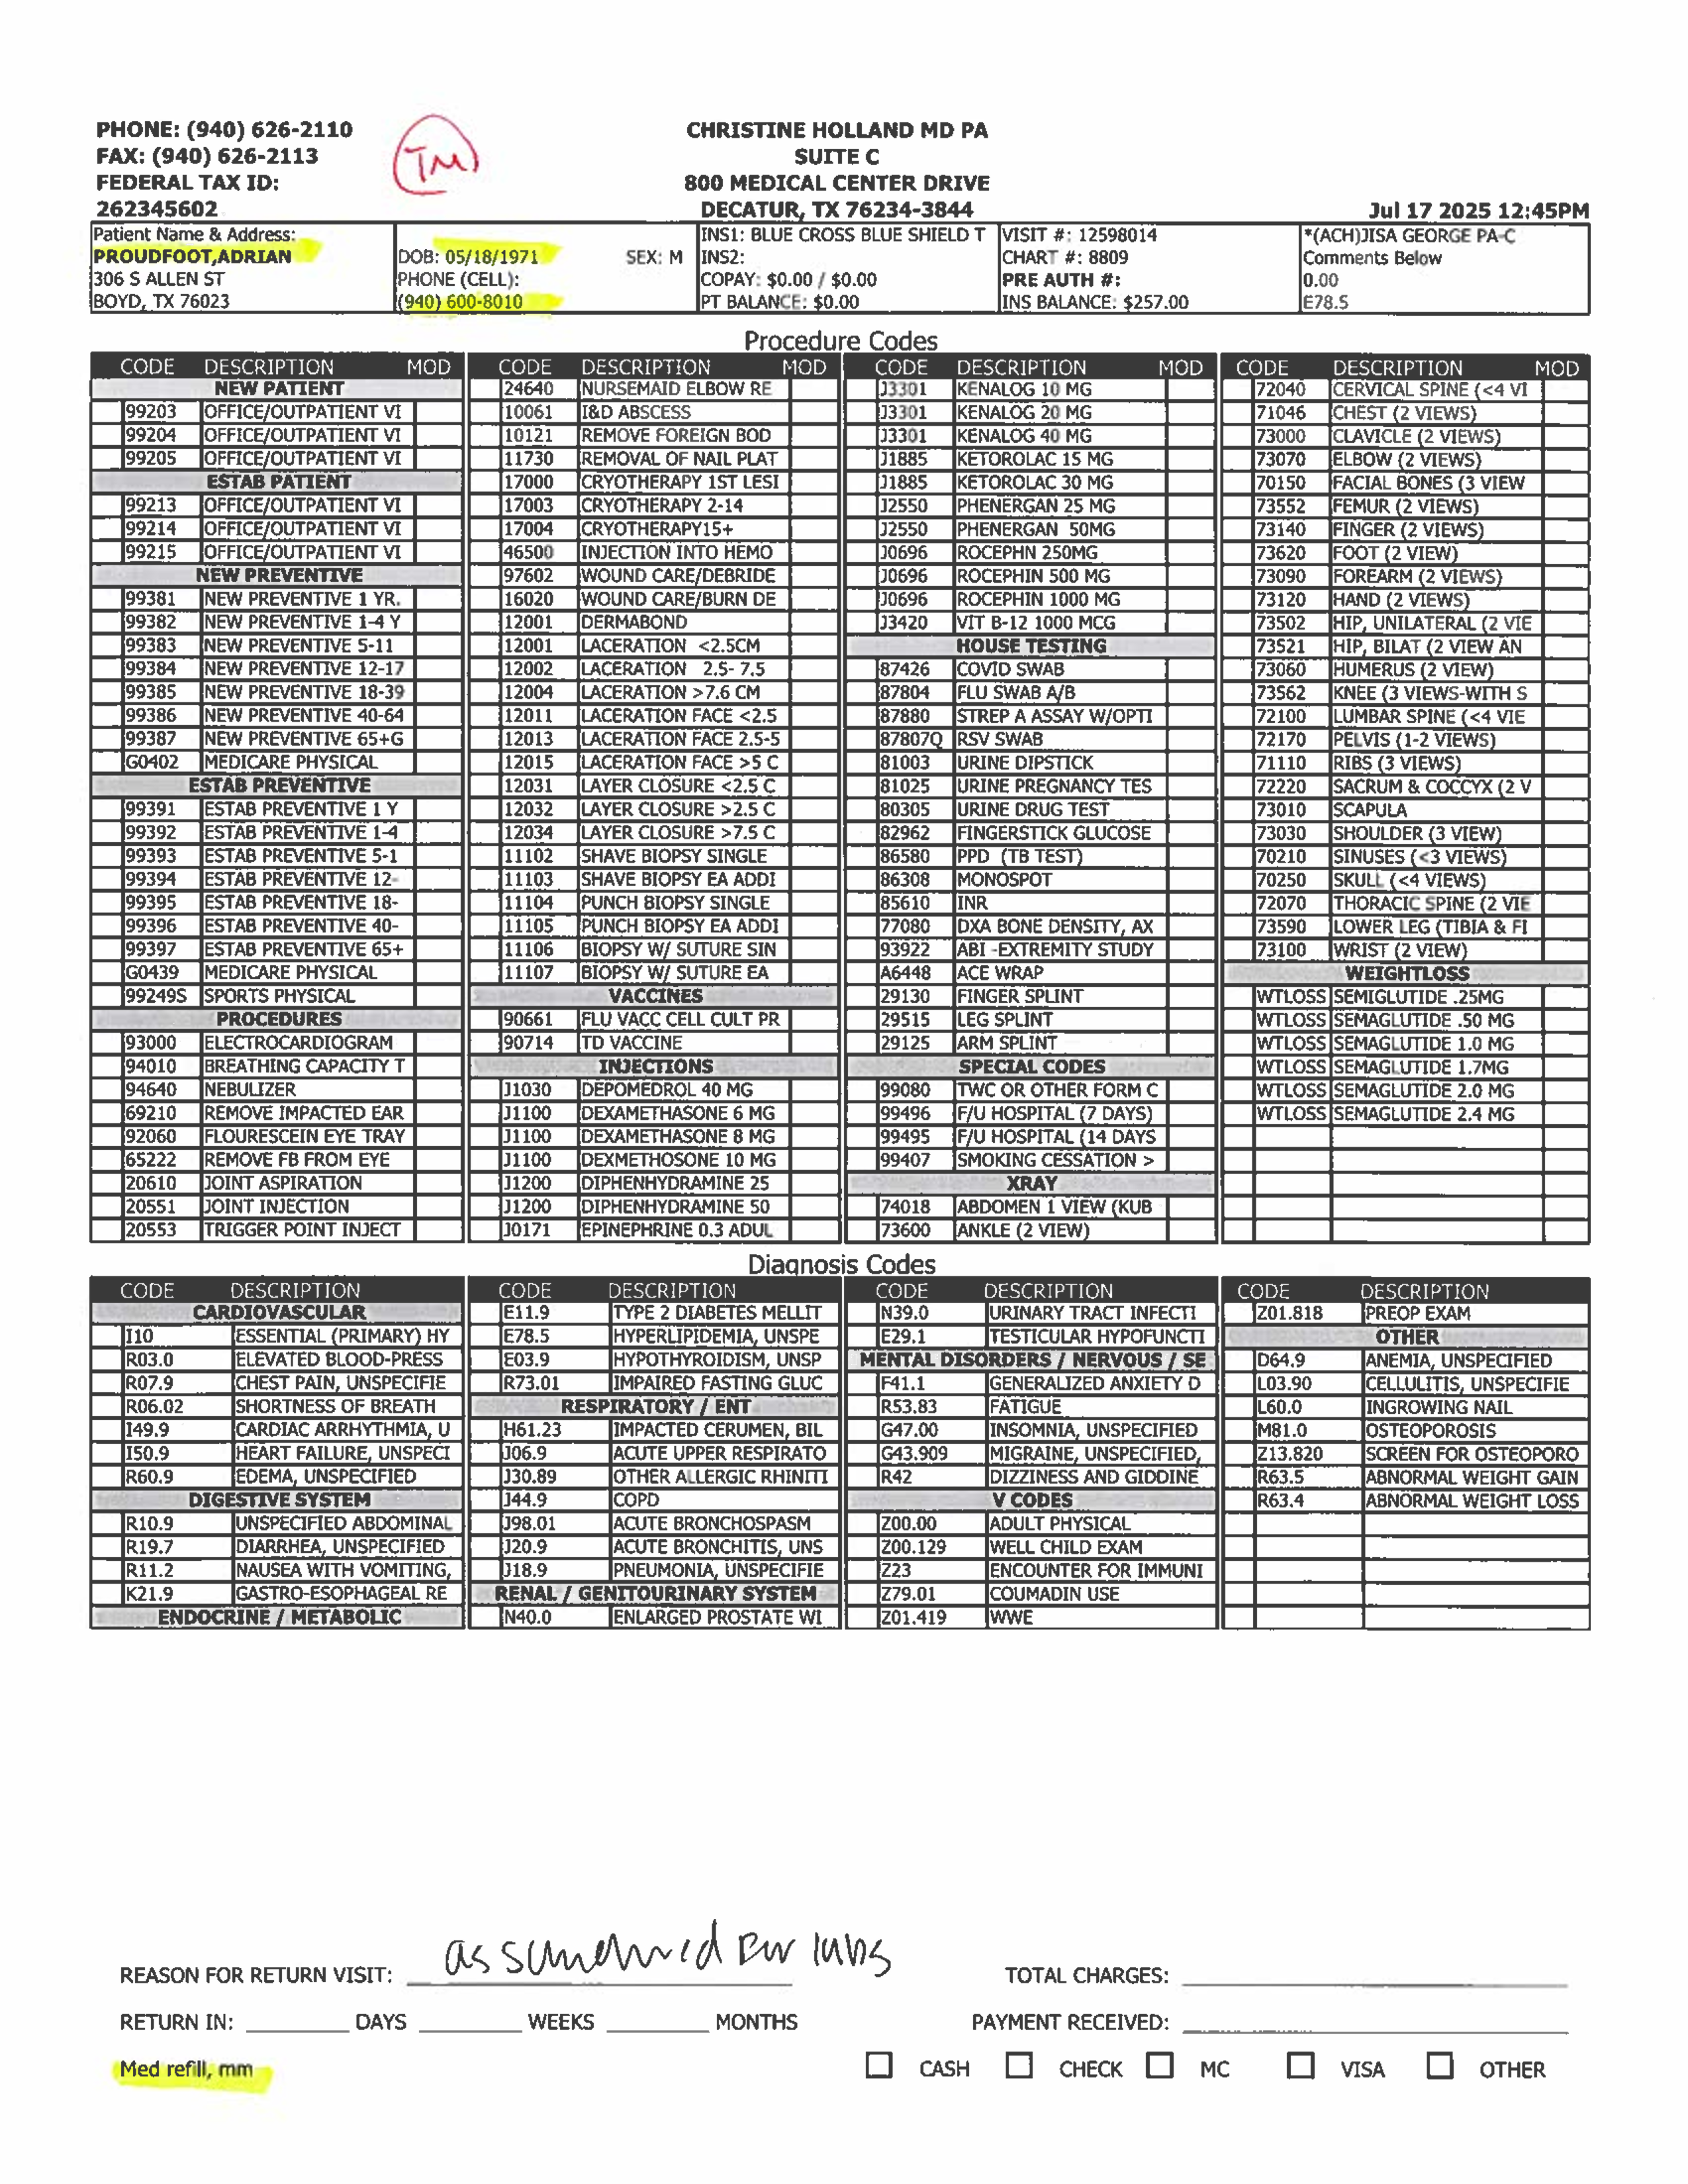 PHONE: (940) 626-2110
FAX: (940) 626-2113
FEDERAL TAX ID:
262345602
TM
CHRISTINE HOLLAND MD PA
SUITE C
800 MEDICAL CENTER DRIVE
DECATUR, TX 76234-3844
Jul 17 2025 12:45PM
Patient Name & Address:
PROUDFOOT,ADRIAN
306 S ALLEN ST
BOYD, TX 76023
DOB: 05/18/1971 SEX: M
PHONE (CELL):
(940) 600-8010
INS1: BLUE CROSS BLUE SHIELD T
INS2:
COPAY: $0.00 / $0.00
PT BALANCE: $0.00
VISIT #: 12598014
CHART #: 8809
PRE AUTH #:
INS BALANCE: $257.00
*(ACH)JISA GEORGE PA-C
Comments Below
0.00
E78.5
Procedure Codes
CODE DESCRIPTION MOD
NEW PATIENT
99203 OFFICE/OUTPATIENT VI
99204 OFFICE/OUTPATIENT VI
99205 OFFICE/OUTPATIENT VI
ESTAB PATIENT
99213 OFFICE/OUTPATIENT VI
99214 OFFICE/OUTPATIENT VI
99215 OFFICE/OUTPATIENT VI
NEW PREVENTIVE
99381 NEW PREVENTIVE 1 YR.
99382 NEW PREVENTIVE 1-4 Y
99383 NEW PREVENTIVE 5-11
99384 NEW PREVENTIVE 12-17
99385 NEW PREVENTIVE 18-39
99386 NEW PREVENTIVE 40-64
99387 NEW PREVENTIVE 65+G
G0402 MEDICARE PHYSICAL
ESTAB PREVENTIVE
99391 ESTAB PREVENTIVE 1 Y
99392 ESTAB PREVENTIVE 1-4
99393 ESTAB PREVENTIVE 5-1
99394 ESTAB PREVENTIVE 12-
99395 ESTAB PREVENTIVE 18-
99396 ESTAB PREVENTIVE 40-
99397 ESTAB PREVENTIVE 65+
G0439 MEDICARE PHYSICAL
99249S SPORTS PHYSICAL
PROCEDURES
93000 ELECTROCARDIOGRAM
94010 BREATHING CAPACITY T
94640 NEBULIZER
69210 REMOVE IMPACTED EAR
92060 FLOURESCEIN EYE TRAY
65222 REMOVE FB FROM EYE
20610 JOINT ASPIRATION
20551 JOINT INJECTION
20553 TRIGGER POINT INJECT
CODE DESCRIPTION MOD
24640 NURSEMAID ELBOW RE
10061 I&D ABSCESS
10121 REMOVE FOREIGN BOD
11730 REMOVAL OF NAIL PLAT
17000 CRYOTHERAPY 1ST LESI
17003 CRYOTHERAPY 2-14
17004 CRYOTHERAPY15+
46500 INJECTION INTO HEMO
97602 WOUND CARE/DEBRIDE
16020 WOUND CARE/BURN DE
12001 DERMABOND
12001 LACERATION <2.5CM
12002 LACERATION 2.5- 7.5
12004 LACERATION >7.6 CM
12011 LACERATION FACE <2.5
12013 LACERATION FACE 2.5-5
12015 LACERATION FACE >5 C
12031 LAYER CLOSURE <2.5 C
12032 LAYER CLOSURE >2.5 C
12034 LAYER CLOSURE >7.5 C
11102 SHAVE BIOPSY SINGLE
11103 SHAVE BIOPSY EA ADDI
11104 PUNCH BIOPSY SINGLE
11105 PUNCH BIOPSY EA ADDI
11106 BIOPSY W/ SUTURE SIN
11107 BIOPSY W/ SUTURE EA
VACCINES
90661 FLU VACC CELL CULT PR
90714 TD VACCINE
INJECTIONS
J1030 DEPOMEDROL 40 MG
J1100 DEXAMETHASONE 6 MG
J1100 DEXAMETHASONE 8 MG
J1100 DEXMETHOSONE 10 MG
J1200 DIPHENHYDRAMINE 25
J1200 DIPHENHYDRAMINE 50
J0171 EPINEPHRINE 0.3 ADUL
CODE DESCRIPTION MOD
J3301 KENALOG 10 MG
J3301 KENALOG 20 MG
J3301 KENALOG 40 MG
J1885 KETOROLAC 15 MG
J1885 KETOROLAC 30 MG
J2550 PHENERGAN 25 MG
J2550 PHENERGAN 50MG
J0696 ROCEPHN 250MG
J0696 ROCEPHIN 500 MG
J0696 ROCEPHIN 1000 MG
J3420 VIT B-12 1000 MCG
HOUSE TESTING
87426 COVID SWAB
87804 FLU SWAB A/B
87880 STREP A ASSAY W/OPTI
87807Q RSV SWAB
81003 URINE DIPSTICK
81025 URINE PREGNANCY TES
80305 URINE DRUG TEST
82962 FINGERSTICK GLUCOSE
86580 PPD (TB TEST)
86308 MONOSPOT
85610 INR
77080 DXA BONE DENSITY, AX
93922 ABI -EXTREMITY STUDY
A6448 ACE WRAP
29130 FINGER SPLINT
29515 LEG SPLINT
29125 ARM SPLINT
SPECIAL CODES
99080 TWC OR OTHER FORM C
99496 F/U HOSPITAL (7 DAYS)
99495 F/U HOSPITAL (14 DAYS
99407 SMOKING CESSATION >
XRAY
74018 ABDOMEN 1 VIEW (KUB
73600 ANKLE (2 VIEW)
CODE DESCRIPTION MOD
72040 CERVICAL SPINE (<4 VI
71046 CHEST (2 VIEWS)
73000 CLAVICLE (2 VIEWS)
73070 ELBOW (2 VIEWS)
70150 FACIAL BONES (3 VIEW
73552 FEMUR (2 VIEWS)
73140 FINGER (2 VIEWS)
73620 FOOT (2 VIEW)
73090 FOREARM (2 VIEWS)
73120 HAND (2 VIEWS)
73502 HIP, UNILATERAL (2 VIE
73521 HIP, BILAT (2 VIEW AN
73060 HUMERUS (2 VIEW)
73562 KNEE (3 VIEWS-WITH S
72100 LUMBAR SPINE (<4 VIE
72170 PELVIS (1-2 VIEWS)
71110 RIBS (3 VIEWS)
72220 SACRUM & COCCYX (2 V
73010 SCAPULA
73030 SHOULDER (3 VIEW)
70210 SINUSES (<3 VIEWS)
70250 SKULL (<4 VIEWS)
72070 THORACIC SPINE (2 VIE
73590 LOWER LEG (TIBIA & FI
73100 WRIST (2 VIEW)
WEIGHTLOSS
WTLOSS SEMIGLUTIDE .25MG
WTLOSS SEMAGLUTIDE .50 MG
WTLOSS SEMAGLUTIDE 1.0 MG
WTLOSS SEMAGLUTIDE 1.7MG
WTLOSS SEMAGLUTIDE 2.0 MG
WTLOSS SEMAGLUTIDE 2.4 MG
Diagnosis Codes
CODE DESCRIPTION
CARDIOVASCULAR
I10 ESSENTIAL (PRIMARY) HY
R03.0 ELEVATED BLOOD-PRESS
R07.9 CHEST PAIN, UNSPECIFIE
R06.02 SHORTNESS OF BREATH
I49.9 CARDIAC ARRHYTHMIA, U
I50.9 HEART FAILURE, UNSPECI
R60.9 EDEMA, UNSPECIFIED
DIGESTIVE SYSTEM
R10.9 UNSPECIFIED ABDOMINAL
R19.7 DIARRHEA, UNSPECIFIED
R11.2 NAUSEA WITH VOMITING,
K21.9 GASTRO-ESOPHAGEAL RE
ENDOCRINE / METABOLIC
CODE DESCRIPTION
E11.9 TYPE 2 DIABETES MELLIT
E78.5 HYPERLIPIDEMIA, UNSPE
E03.9 HYPOTHYROIDISM, UNSP
R73.01 IMPAIRED FASTING GLUC
RESPIRATORY / ENT
H61.23 IMPACTED CERUMEN, BIL
J06.9 ACUTE UPPER RESPIRATO
J30.89 OTHER ALLERGIC RHINITI
J44.9 COPD
J98.01 ACUTE BRONCHOSPASM
J20.9 ACUTE BRONCHITIS, UNS
J18.9 PNEUMONIA, UNSPECIFIE
RENAL / GENITOURINARY SYSTEM
N40.0 ENLARGED PROSTATE WI
CODE DESCRIPTION
N39.0 URINARY TRACT INFECTI
E29.1 TESTICULAR HYPOFUNCTI
MENTAL DISORDERS / NERVOUS / SE
F41.1 GENERALIZED ANXIETY D
R53.83 FATIGUE
G47.00 INSOMNIA, UNSPECIFIED
G43.909 MIGRAINE, UNSPECIFIED,
R42 DIZZINESS AND GIDDINE
V CODES
Z00.00 ADULT PHYSICAL
Z00.129 WELL CHILD EXAM
Z23 ENCOUNTER FOR IMMUNI
Z79.01 COUMADIN USE
Z01.419 WWE
CODE DESCRIPTION
Z01.818 PREOP EXAM
OTHER
D64.9 ANEMIA, UNSPECIFIED
L03.90 CELLULITIS, UNSPECIFIE
L60.0 INGROWING NAIL
M81.0 OSTEOPOROSIS
Z13.820 SCREEN FOR OSTEOPORO
R63.5 ABNORMAL WEIGHT GAIN
R63.4 ABNORMAL WEIGHT LOSS
REASON FOR RETURN VISIT: as labs
TOTAL CHARGES:
RETURN IN: DAYS WEEKS MONTHS
PAYMENT RECEIVED:
Med refill, mm
CASH CHECK MC VISA OTHER